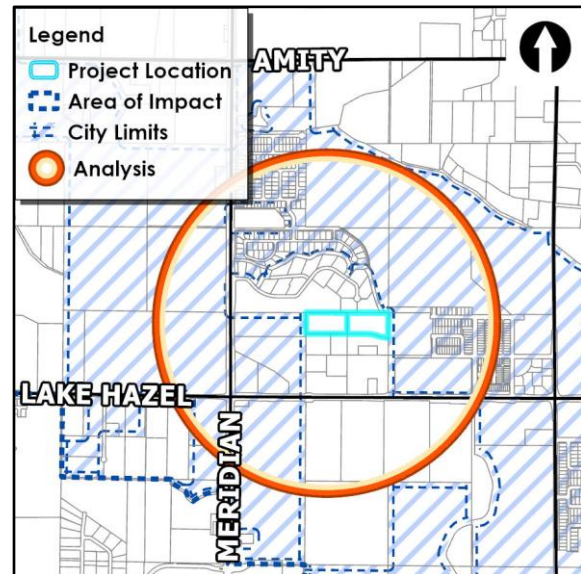 Legend
Project Location
Area of Impact
City Limits
Analysis
AMITY
LAKE HAZEL
MERIDIAN